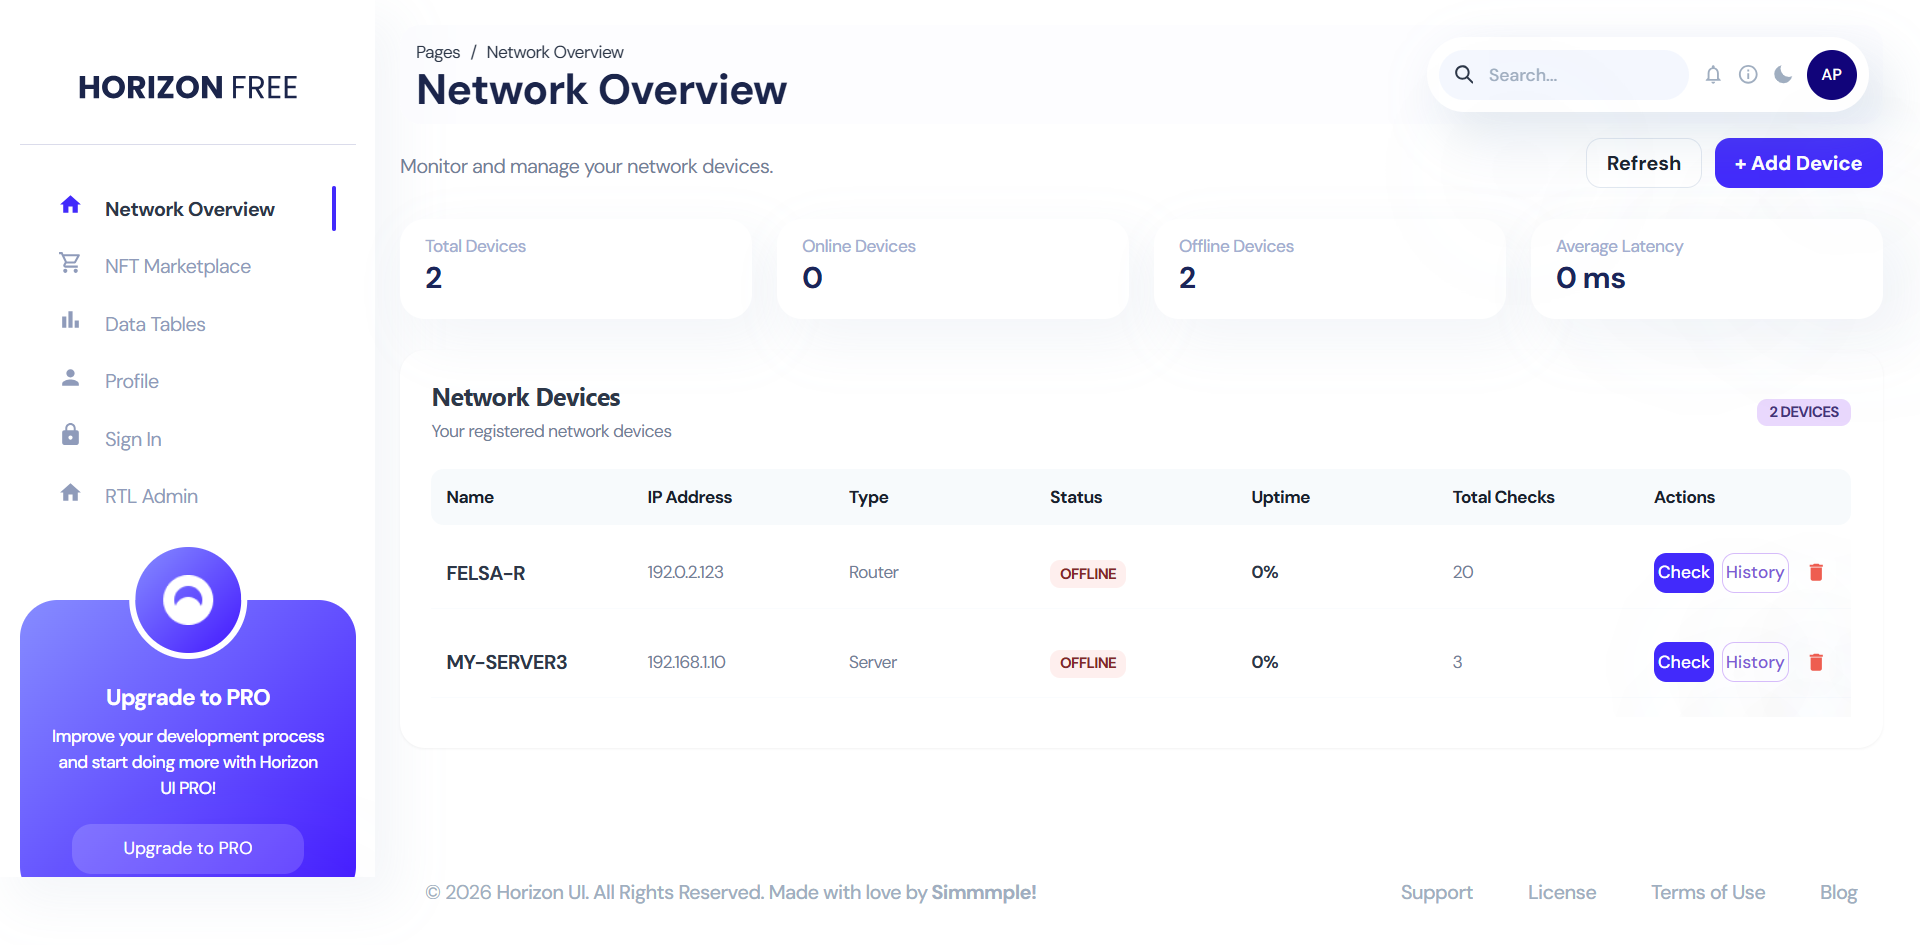 HORIZON FREE
Network Overview
NFT Marketplace
Data Tables
Profile
Sign In
RTL Admin
Upgrade to PRO
Improve your development process
and start doing more with Horizon
UI PRO!
Upgrade to PRO
Pages / Network Overview
Network Overview
Search...
AP
Monitor and manage your network devices.
Refresh
+ Add Device
Total Devices
2
Online Devices
0
Offline Devices
2
Average Latency
0 ms
Network Devices
Your registered network devices
2 DEVICES
Name IP Address Type Status Uptime Total Checks Actions
FELSA-R 192.0.2.123 Router OFFLINE 0% 20 Check History
MY-SERVER3 192.168.1.10 Server OFFLINE 0% 3 Check History
© 2026 Horizon UI. All Rights Reserved. Made with love by Simmmple!
Support License Terms of Use Blog